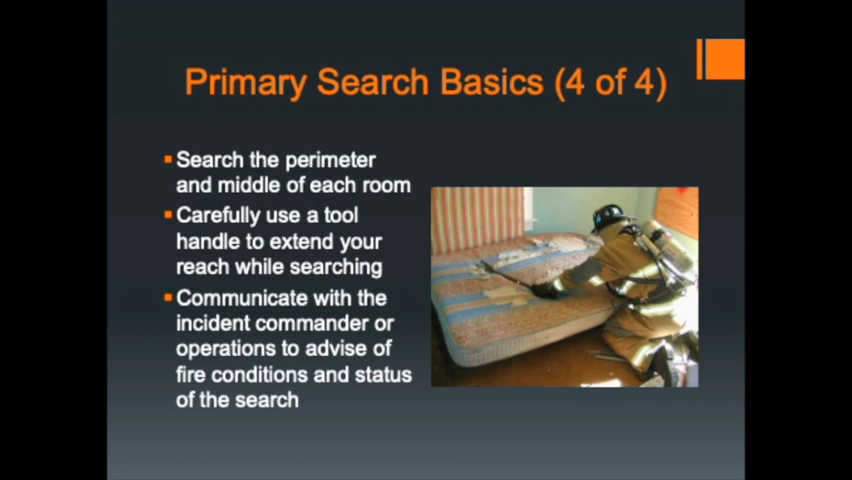 Primary Search Basics (4 of 4)
Search the perimeter
and middle of each room
Carefully use a tool
handle to extend your
reach while searching
Communicate with the
incident commander or
operations to advise of
fire conditions and status
of the search